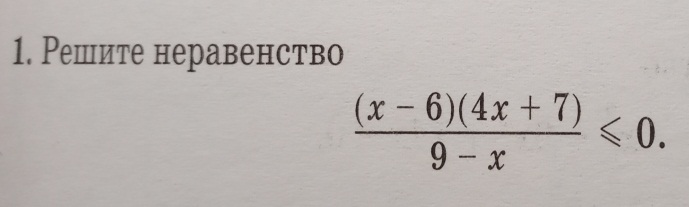 1. Решите неравенство
(x − 6)(4x + 7)
9 − x
⩽ 0.